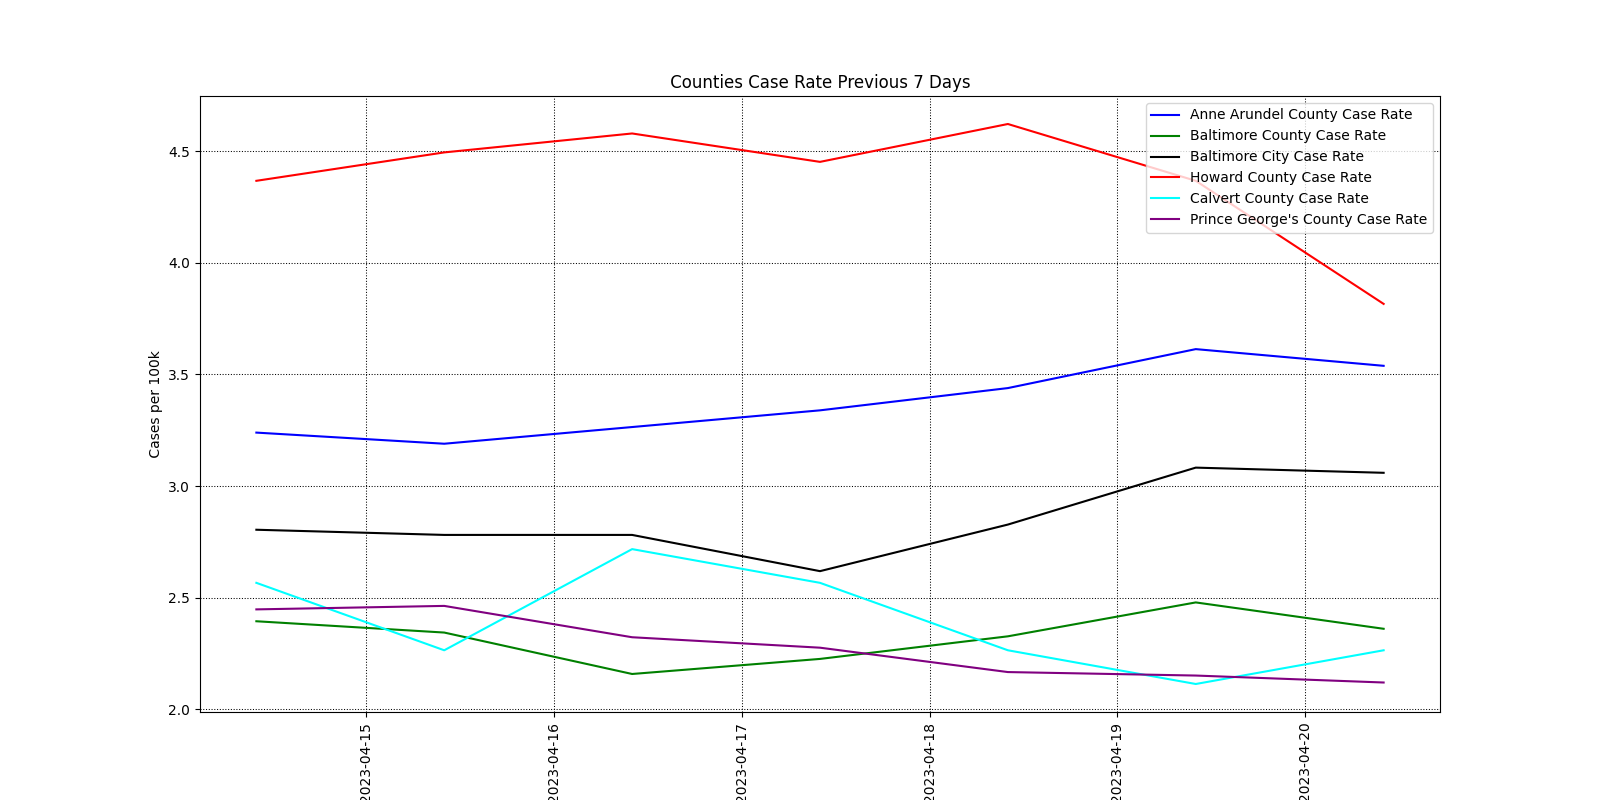 Counties Case Rate Previous 7 Days
Anne Arundel County Case Rate
Baltimore County Case Rate
Baltimore City Case Rate
Howard County Case Rate
Calvert County Case Rate
Prince George's County Case Rate
Cases per 100k
4.5
4.0
3.5
3.0
2.5
2.0
2023-04-15
2023-04-16
2023-04-17
2023-04-18
2023-04-19
2023-04-20